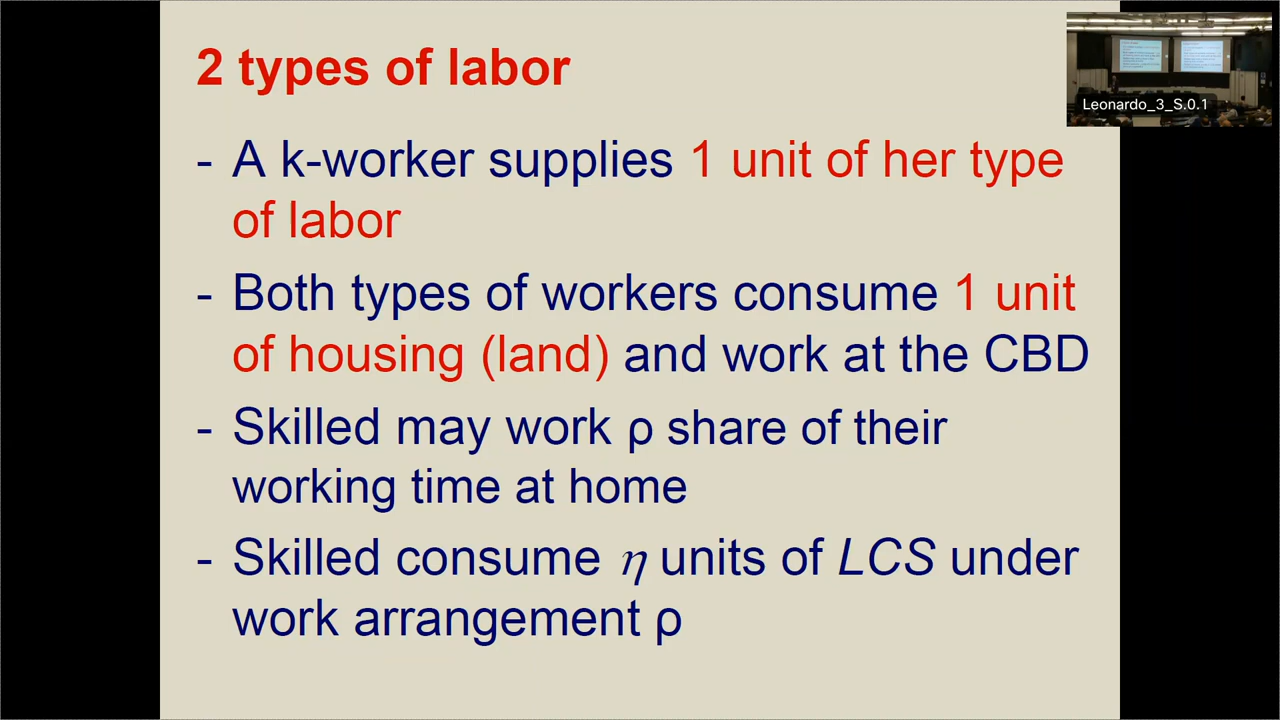 2 types of labor
Leonardo_3_S.0.1
- A k-worker supplies 1 unit of her type
of labor
- Both types of workers consume 1 unit
of housing (land) and work at the CBD
- Skilled may work ρ share of their
working time at home
- Skilled consume η units of LCS under
work arrangement ρ